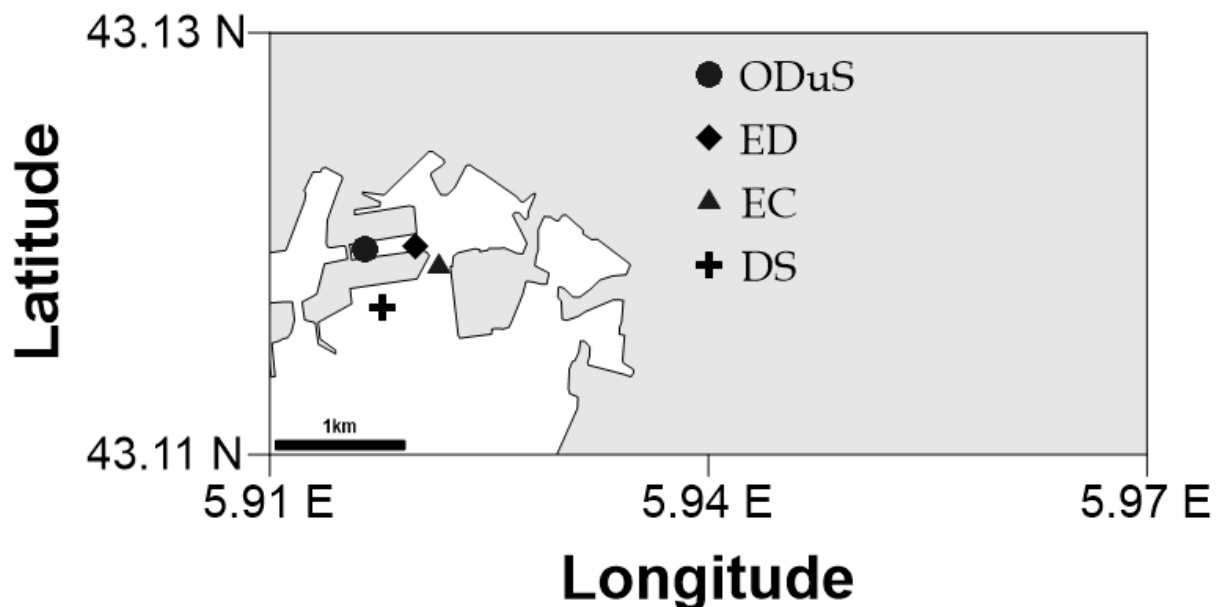 43.13 N
ODuS
ED
EC
DS
Latitude
1km
43.11 N
5.91 E
5.94 E
5.97 E
Longitude